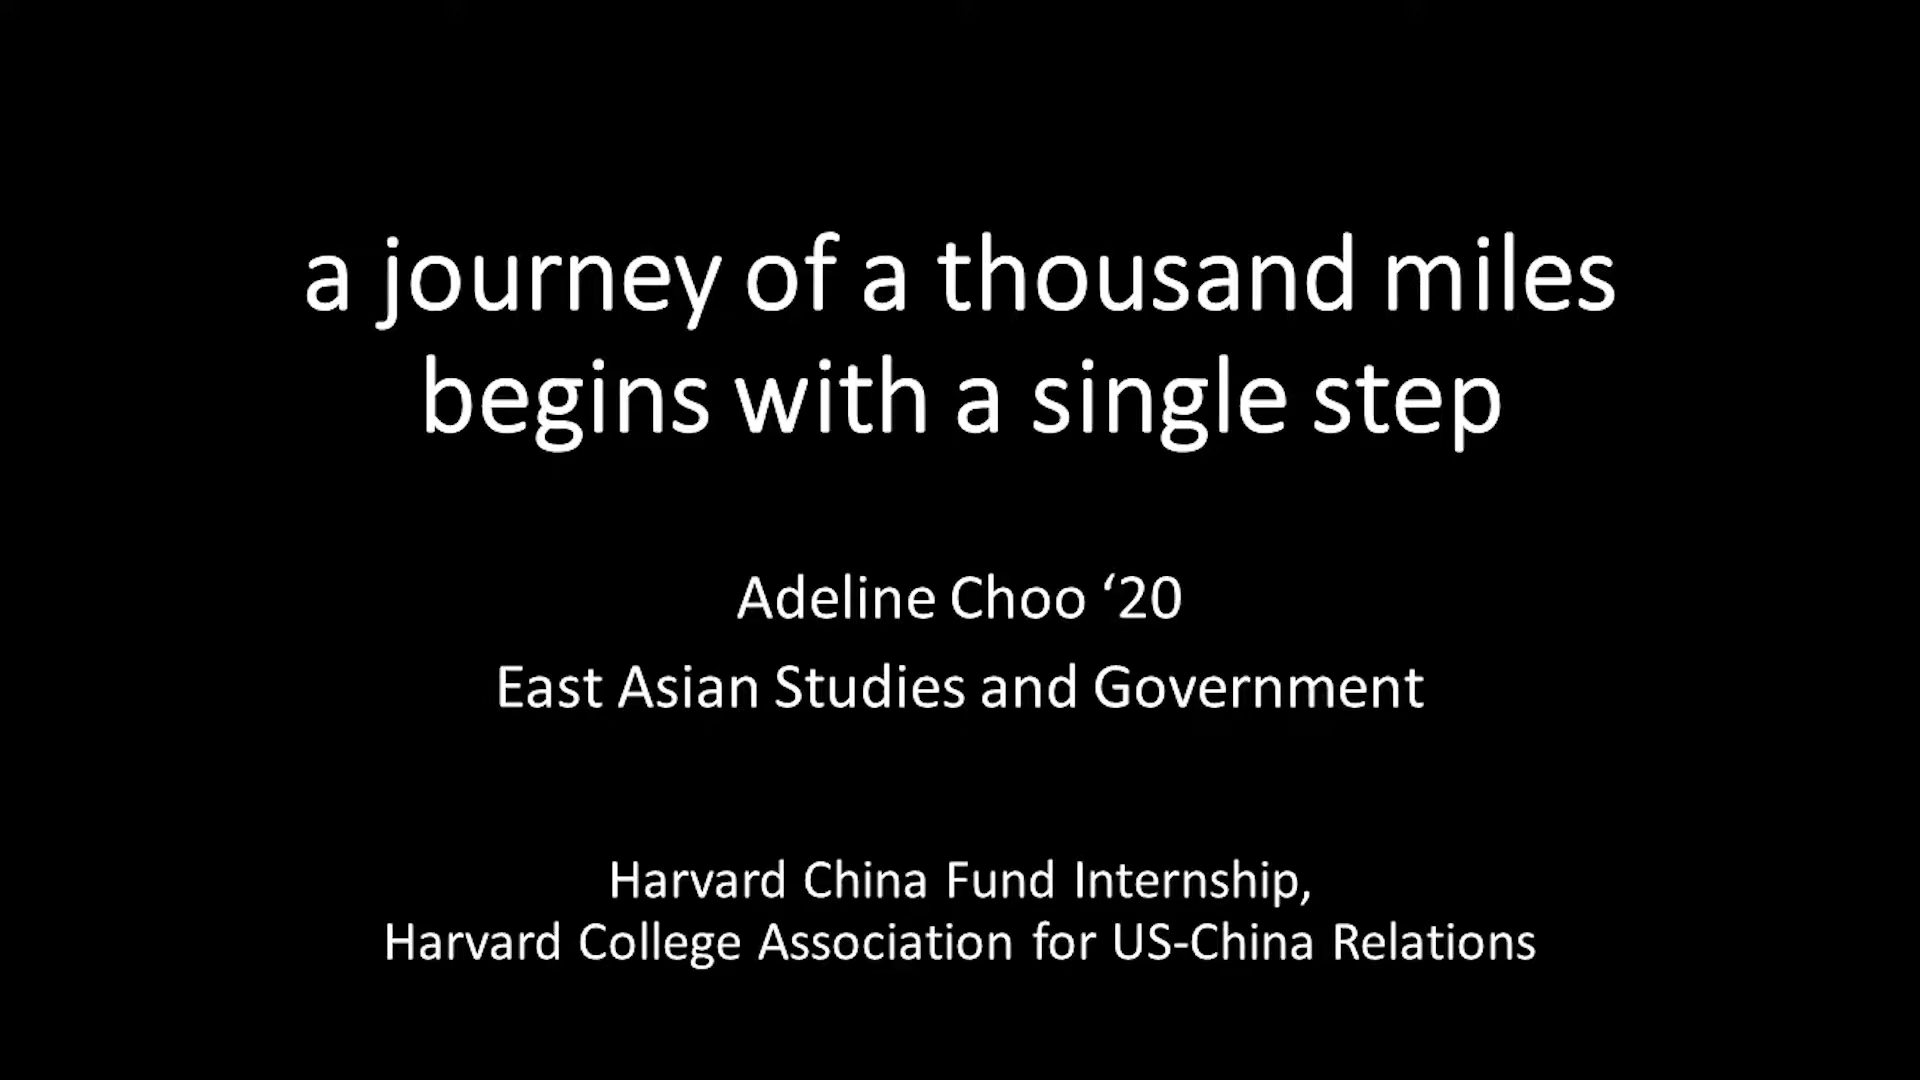 a journey of a thousand miles
begins with a single step
Adeline Choo ‘20
East Asian Studies and Government
Harvard China Fund Internship,
Harvard College Association for US-China Relations